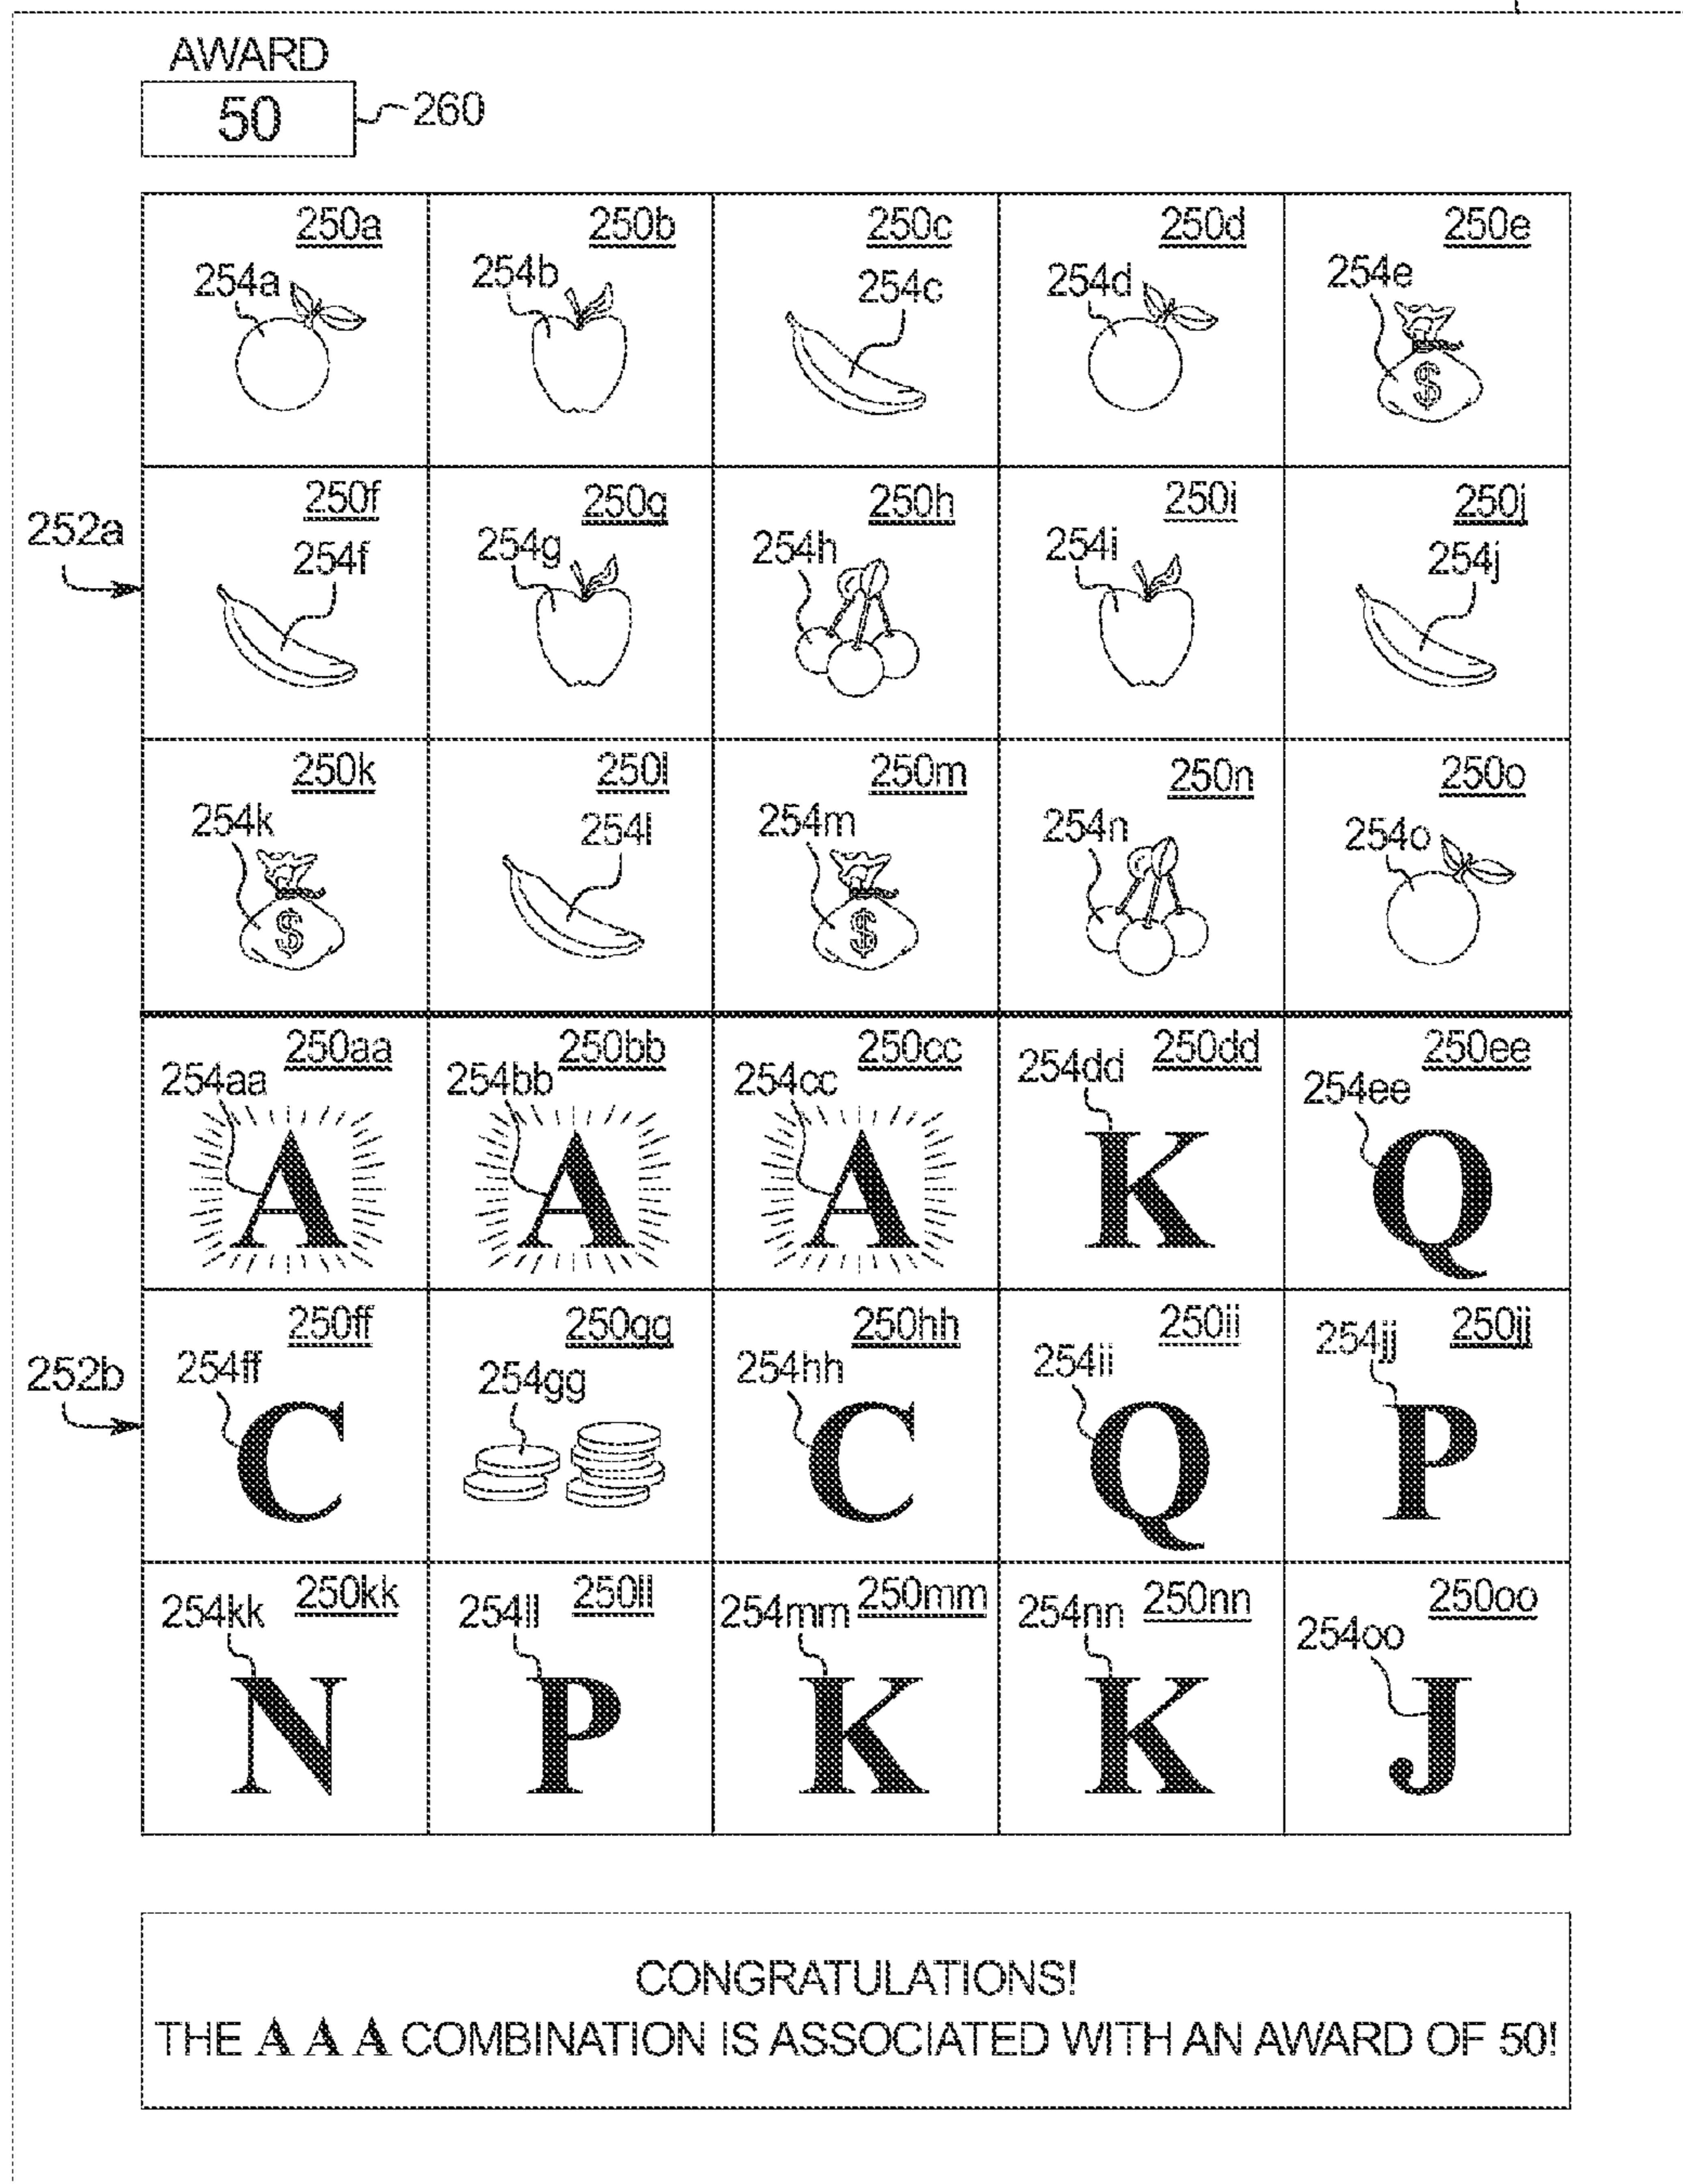 AWARD
50 260
250a 250b 250c 250d 250e
254a 254b 254c 254d 254e
$
252a
250f 250g 250h 250i 250j
254f 254g 254h 254i 254j
250k 250l 250m 250n 250o
254k 254l 254m 254n 254o
$ $
250aa 250bb 250cc 250dd 250ee
254aa 254bb 254cc 254dd 254ee
A A A K Q
252b
250ff 250gg 250hh 250ii 250jj
254ff 254gg 254hh 254ii 254jj
C C Q P
250kk 250ll 250mm 250nn 250oo
254kk 254ll 254mm 254nn 254oo
N P K K J
CONGRATULATIONS!
THE A A A COMBINATION IS ASSOCIATED WITH AN AWARD OF 50!